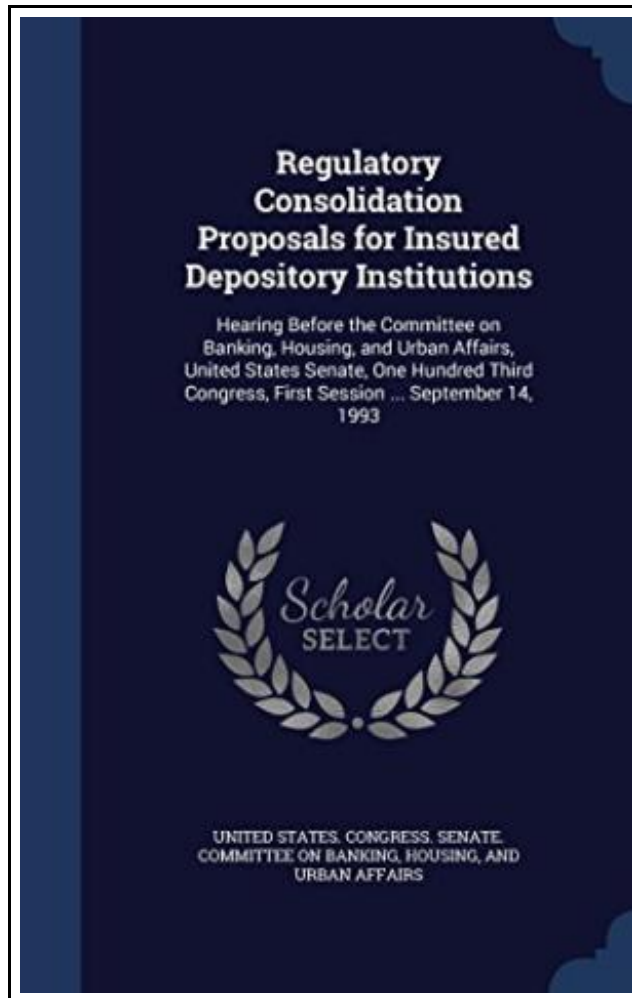 Regulatory
Consolidation
Proposals for Insured
Depository Institutions
Hearing Before the Committee on
Banking, Housing, and Urban Affairs,
United States Senate, One Hundred Third
Congress, First Session ... September 14,
1993
Scholar
SELECT
UNITED STATES. CONGRESS. SENATE.
COMMITTEE ON BANKING, HOUSING, AND
URBAN AFFAIRS